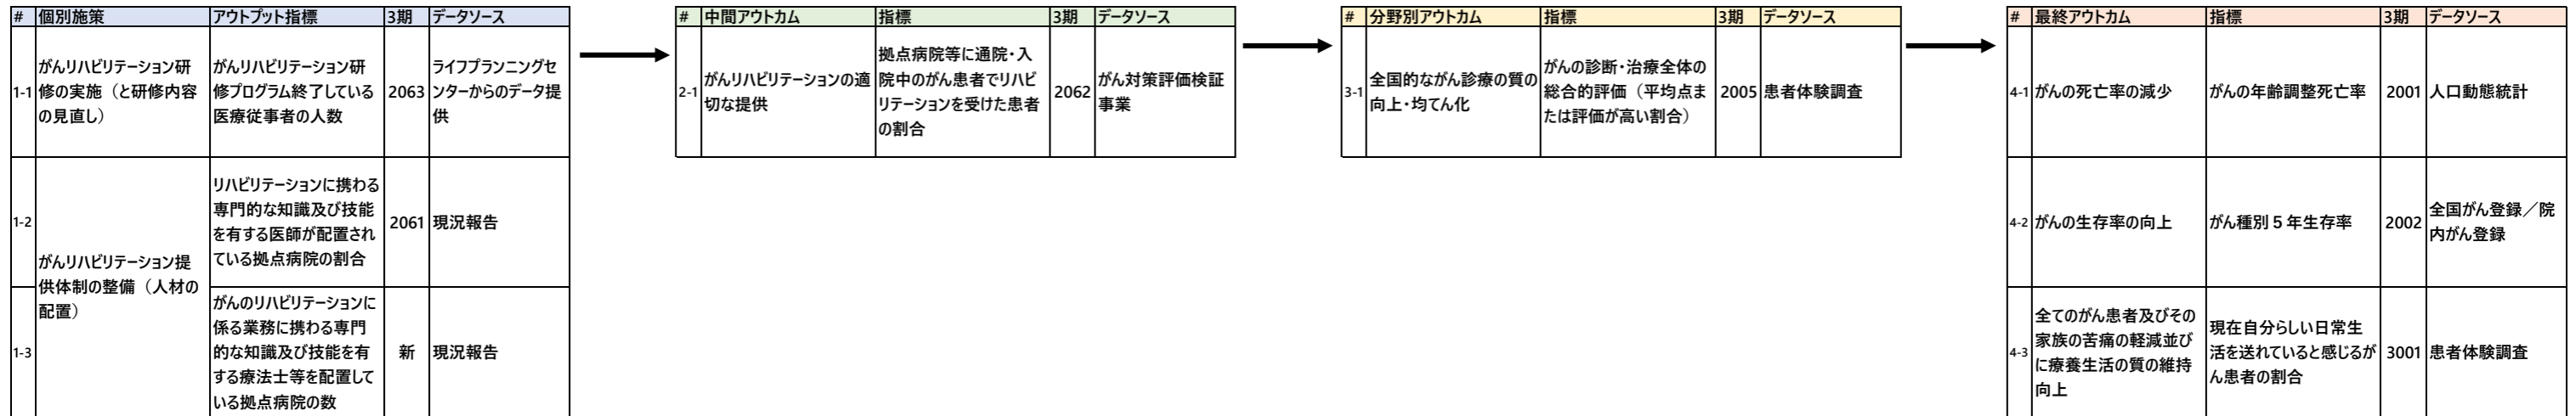 # 個別施策 アウトプット指標 3期 データソース
1-1
がんリハビリテーション研
修の実施（と研修内容
の見直し）
がんリハビリテーション研
修プログラム終了している
医療従事者の人数
2063
ライフプランニングセ
ンターからのデータ提
供
1-2
がんリハビリテーション提
供体制の整備（人材の
配置）
リハビリテーションに携わる
専門的な知識及び技能
を有する医師が配置され
ている拠点病院の割合
2061
現況報告
1-3
がんのリハビリテーションに
係る業務に携わる専門
的な知識及び技能を有
する療法士等を配置して
いる拠点病院の数
新
現況報告
# 中間アウトカム 指標 3期 データソース
2-1
がんリハビリテーションの適
切な提供
拠点病院等に通院・入
院中のがん患者でリハビ
リテーションを受けた患者
の割合
2062
がん対策評価検証
事業
# 分野別アウトカム 指標 3期 データソース
3-1
全国的ながん診療の質の
向上・均てん化
がんの診断・治療全体の
総合的評価（平均点ま
たは評価が高い割合）
2005
患者体験調査
# 最終アウトカム 指標 3期 データソース
4-1
がんの死亡率の減少
がんの年齢調整死亡率
2001
人口動態統計
4-2
がんの生存率の向上
がん種別５年生存率
2002
全国がん登録／院
内がん登録
4-3
全てのがん患者及びその
家族の苦痛の軽減並び
に療養生活の質の維持
向上
現在自分らしい日常生
活を送れていると感じるが
ん患者の割合
3001
患者体験調査